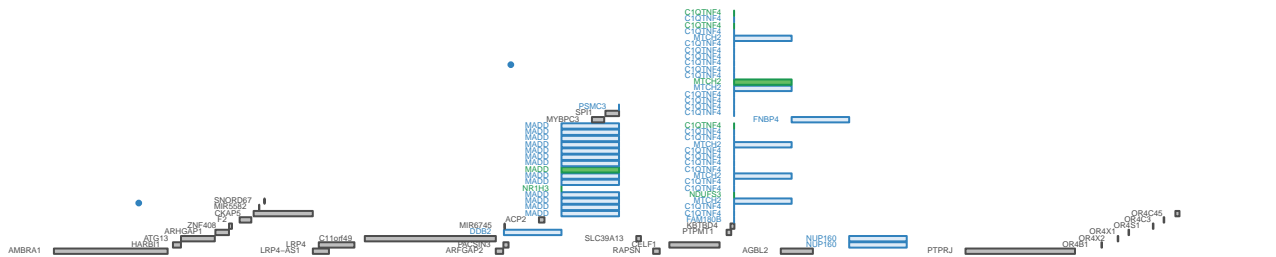 C1QTNF4
C1QTNF4
C1QTNF4
C1QTNF4
MTCH2
C1QTNF4
C1QTNF4
C1QTNF4
C1QTNF4
C1QTNF4
C1QTNF4
MTCH2
MTCH2
C1QTNF4
C1QTNF4
PSMC3 C1QTNF4
SPI1 C1QTNF4
MYBPC3 FNBP4
MADD C1QTNF4
MADD C1QTNF4
MADD C1QTNF4
MADD MTCH2
MADD C1QTNF4
MADD C1QTNF4
MADD C1QTNF4
MADD C1QTNF4
MADD MTCH2
MADD C1QTNF4
NR1H3 C1QTNF4
MADD NDUFS3
SNORD67 MADD MTCH2
MIR5582 MADD C1QTNF4
CKAP5 MADD C1QTNF4 OR4C45
F2 ACP2 FAM180B OR4C3
ZNF408 MIR6745 KBTBD4 OR4S1
ARHGAP1 DDB2 PTPMT1 OR4X1
ATG13 C11orf49 SLC39A13 NUP160 OR4X2
HARBI1 LRP4 PACSIN3 CELF1 NUP160 OR4B1
AMBRA1 LRP4-AS1 ARFGAP2 RAPSN AGBL2 PTPRJ